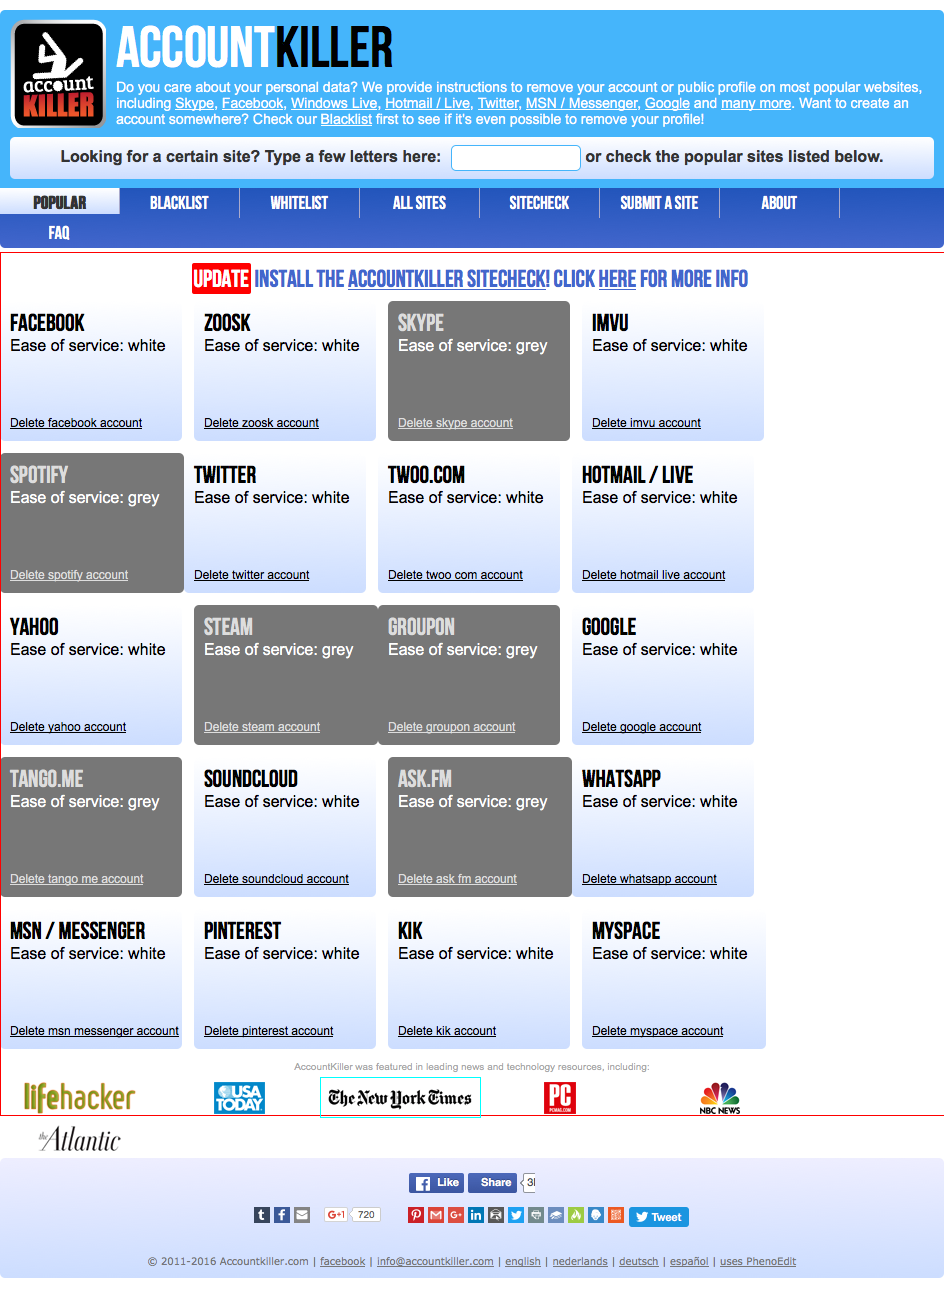 account
KILLER
ACCOUNTKILLER
Do you care about your personal data? We provide instructions to remove your account or public profile on most popular websites,
including Skype, Facebook, Windows Live, Hotmail / Live, Twitter, MSN / Messenger, Google and many more. Want to create an
account somewhere? Check our Blacklist first to see if it's even possible to remove your profile!
Looking for a certain site? Type a few letters here: or check the popular sites listed below.
POPULAR BLACKLIST WHITELIST ALL SITES SITECHECK SUBMIT A SITE ABOUT
FAQ
UPDATE INSTALL THE ACCOUNTKILLER SITECHECK! CLICK HERE FOR MORE INFO
FACEBOOK ZOOSK SKYPE IMVU
Ease of service: white Ease of service: white Ease of service: grey Ease of service: white
Delete facebook account Delete zoosk account Delete skype account Delete imvu account
SPOTIFY TWITTER TWOO.COM HOTMAIL / LIVE
Ease of service: grey Ease of service: white Ease of service: white Ease of service: white
Delete spotify account Delete twitter account Delete twoo com account Delete hotmail live account
YAHOO STEAM GROUPON GOOGLE
Ease of service: white Ease of service: grey Ease of service: grey Ease of service: white
Delete yahoo account Delete steam account Delete groupon account Delete google account
TANGO.ME SOUNDCLOUD ASK.FM WHATSAPP
Ease of service: grey Ease of service: white Ease of service: grey Ease of service: white
Delete tango me account Delete soundcloud account Delete ask fm account Delete whatsapp account
MSN / MESSENGER PINTEREST KIK MYSPACE
Ease of service: white Ease of service: white Ease of service: white Ease of service: white
Delete msn messenger account Delete pinterest account Delete kik account Delete myspace account
AccountKiller was featured in leading news and technology resources, including:
lifehacker USA TODAY The New York Times PC PCMAG.COM NBC NEWS
the Atlantic
Like Share
G+1 720 Tweet
© 2011-2016 Accountkiller.com | facebook | info@accountkiller.com | english | nederlands | deutsch | español | uses PhenoEdit